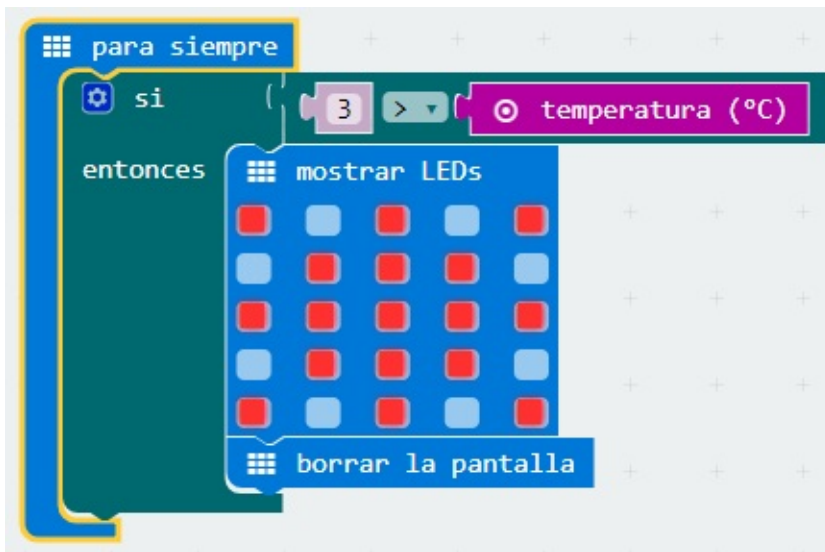 para siempre
si 3 > temperatura (°C)
entonces mostrar LEDs
borrar la pantalla